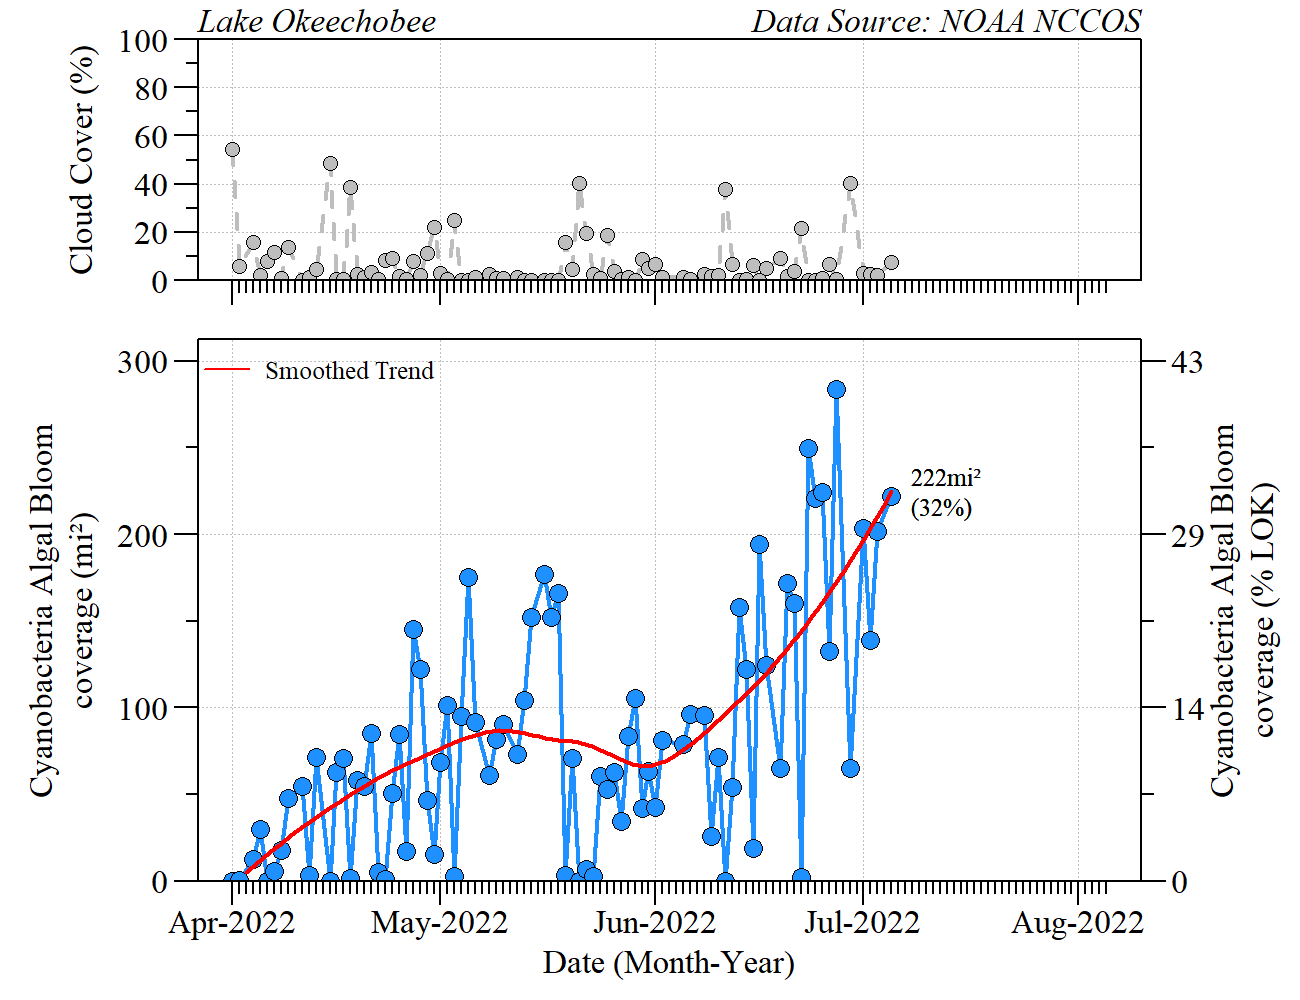 Lake Okeechobee
Data Source: NOAA NCCOS
Cloud Cover (%)
100
80
60
40
20
0
Cyanobacteria Algal Bloom
coverage (mi²)
300
200
100
0
Smoothed Trend
222mi²
(32%)
43
29
14
0
Cyanobacteria Algal Bloom
coverage (% LOK)
Apr-2022
May-2022
Jun-2022
Jul-2022
Aug-2022
Date (Month-Year)